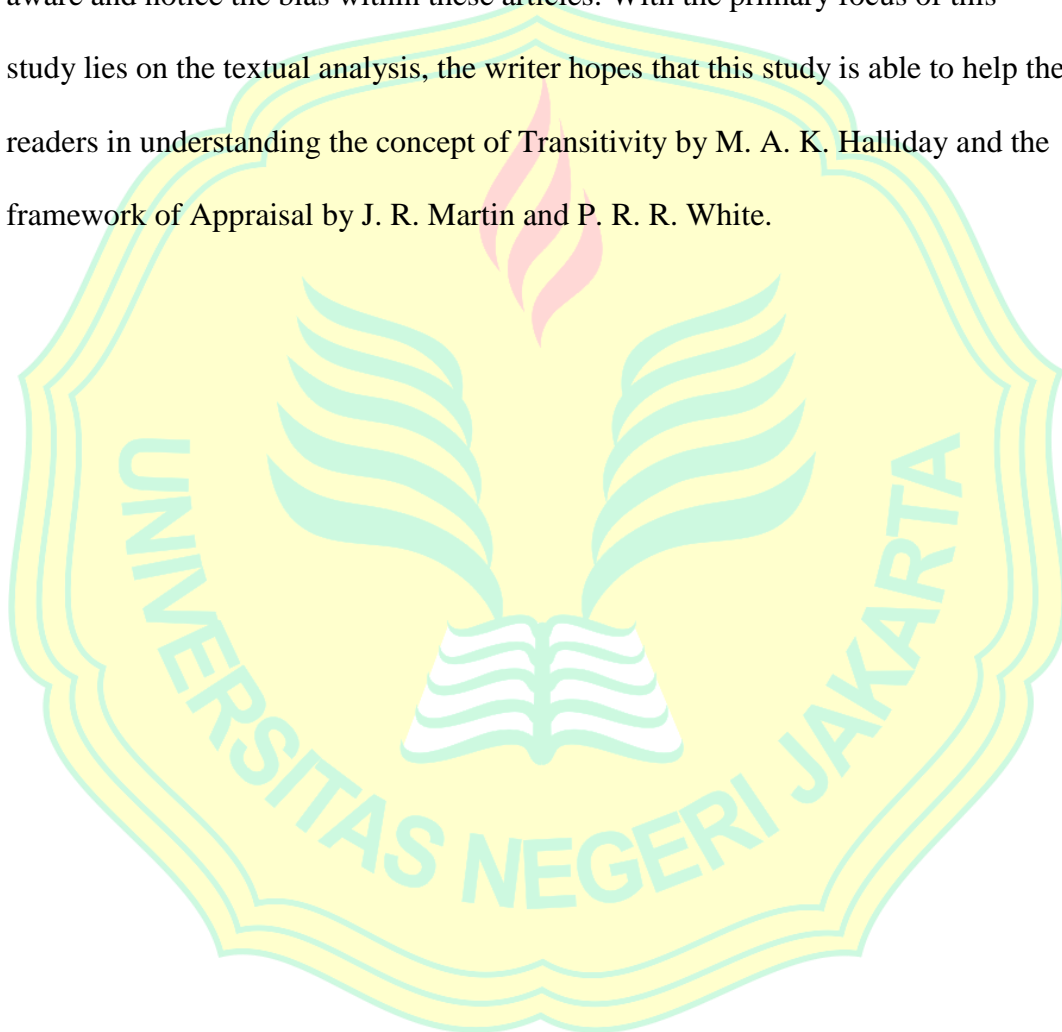 aware and notice the bias within these articles. With the primary focus of this
study lies on the textual analysis, the writer hopes that this study is able to help the
readers in understanding the concept of Transitivity by M. A. K. Halliday and the
framework of Appraisal by J. R. Martin and P. R. R. White.
UNIVERSITAS NEGERI JAKARTA